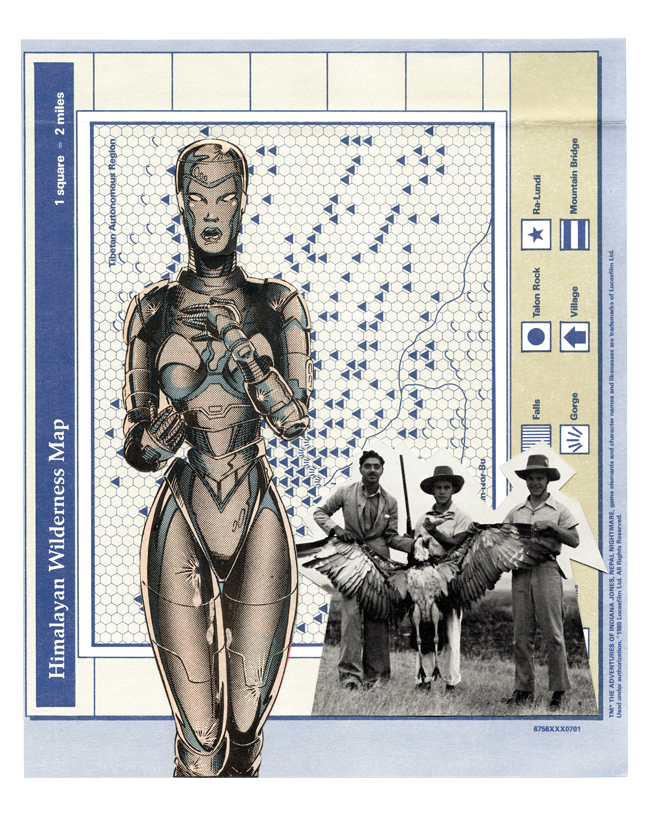 Himalayan Wilderness Map
1 square = 2 miles
Tibetan Autonomous Region
Ra-Lundi
Mountain Bridge
Talon Rock
Village
Falls
Gorge
TM* THE ADVENTURES OF INDIANA JONES, NEPAL NIGHTMARE, game elements and character names and likenesses are trademarks of Lucasfilm Ltd.
Used under authorization. ©1985 Lucasfilm Ltd. All Rights Reserved.
6756XXX0701